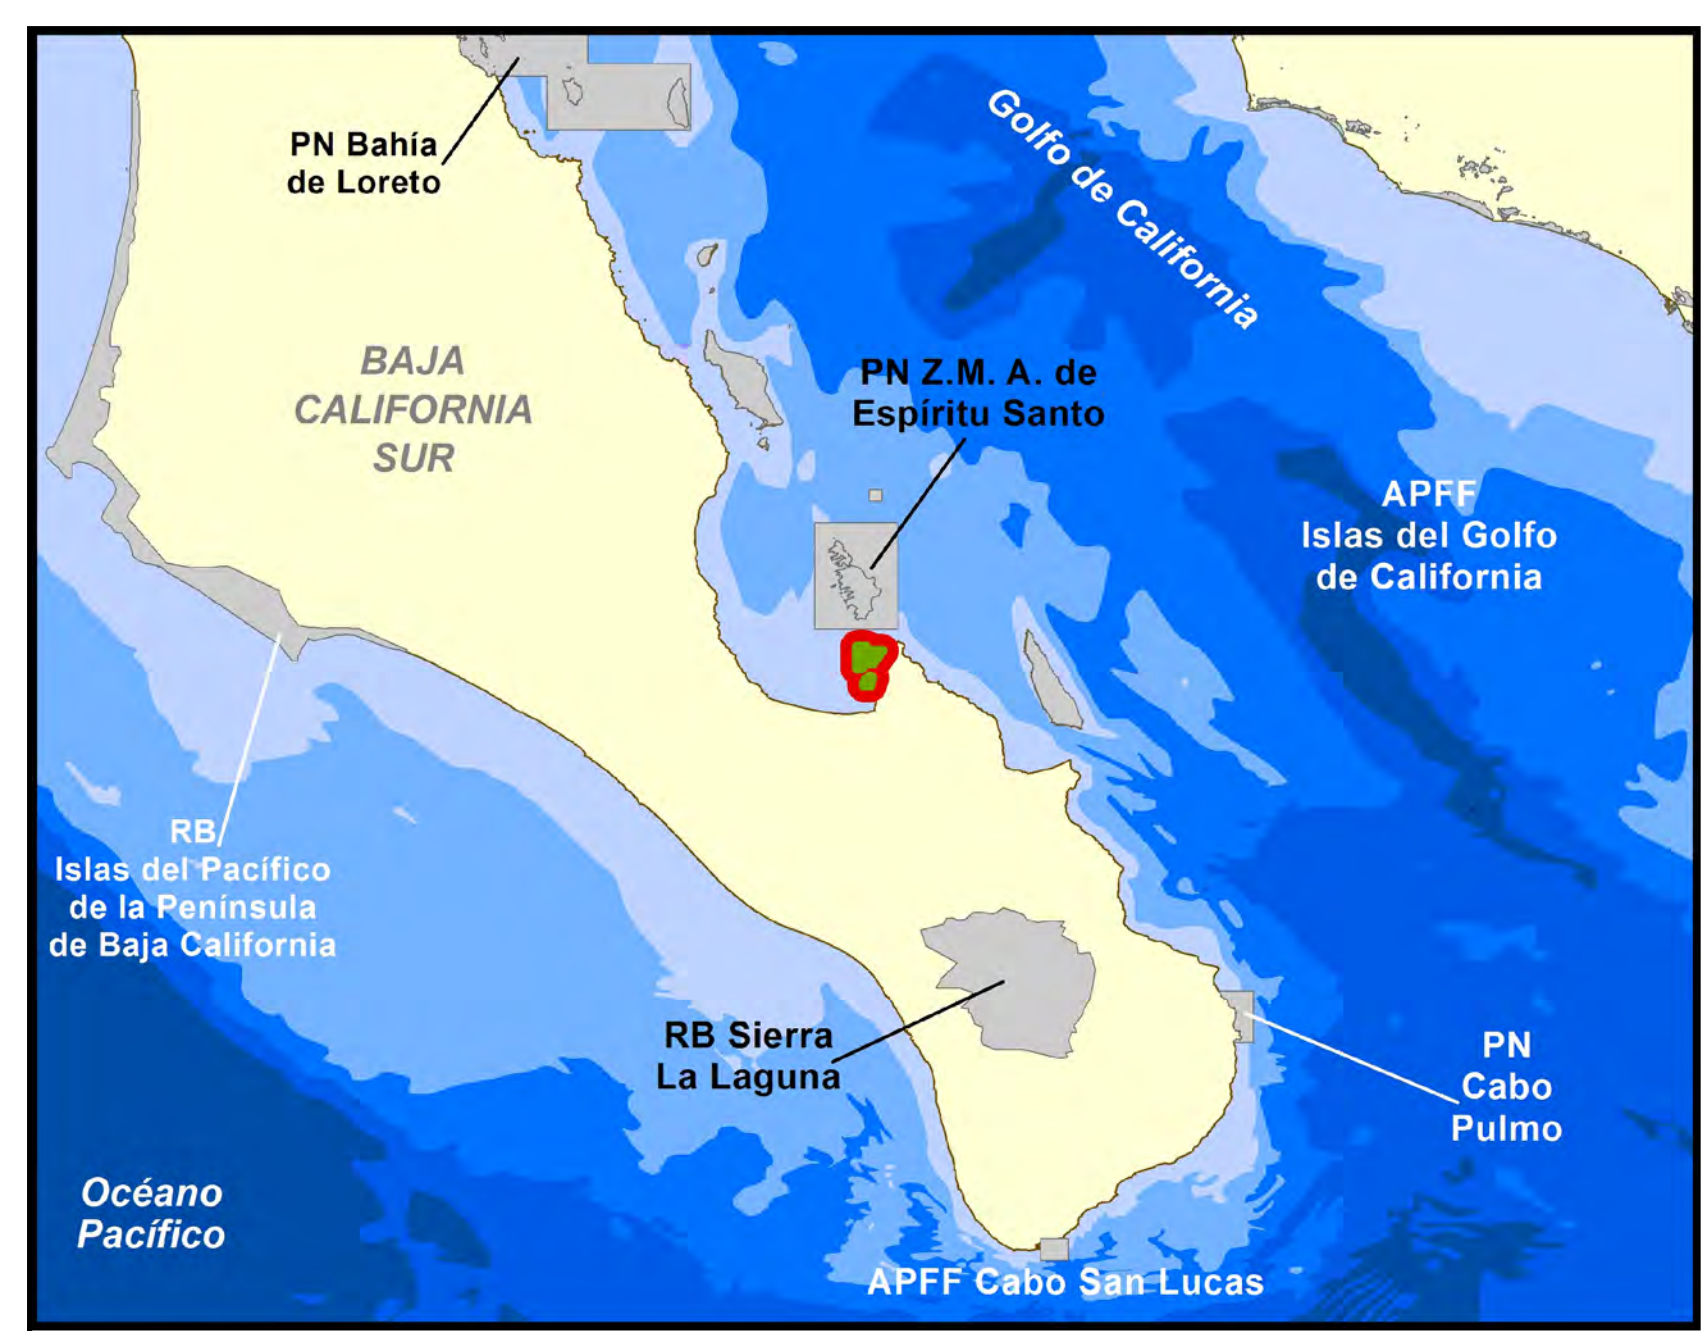 PN Bahía
de Loreto
Golfo de California
BAJA
CALIFORNIA
SUR
PN Z.M. A. de
Espíritu Santo
APFF
Islas del Golfo
de California
RB
Islas del Pacífico
de la Península
de Baja California
RB Sierra
La Laguna
PN
Cabo
Pulmo
Océano
Pacífico
APFF Cabo San Lucas